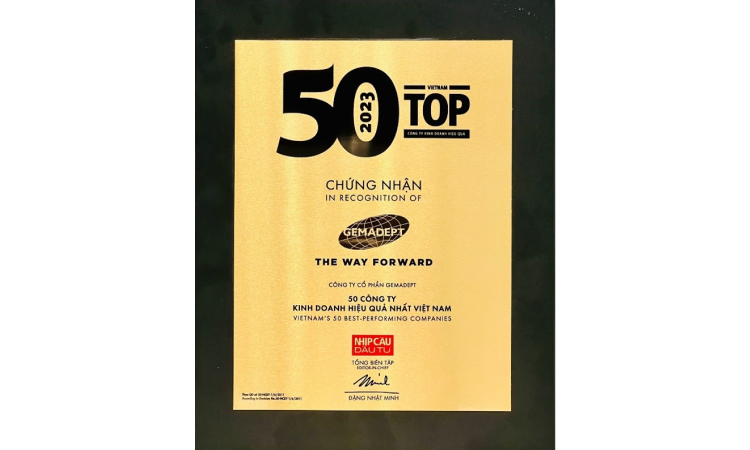 50
2023
VIETNAM
TOP
CÔNG TY KINH DOANH HIỆU QUẢ
CHỨNG NHẬN
IN RECOGNITION OF
GEMADEPT
THE WAY FORWARD
CÔNG TY CỔ PHẦN GEMADEPT
50 CÔNG TY
KINH DOANH HIỆU QUẢ NHẤT VIỆT NAM
VIETNAM'S 50 BEST-PERFORMING COMPANIES
NHỊP CẦU
ĐẦU TƯ
TỔNG BIÊN TẬP
EDITOR-IN-CHIEF
ĐẶNG NHẬT MINH